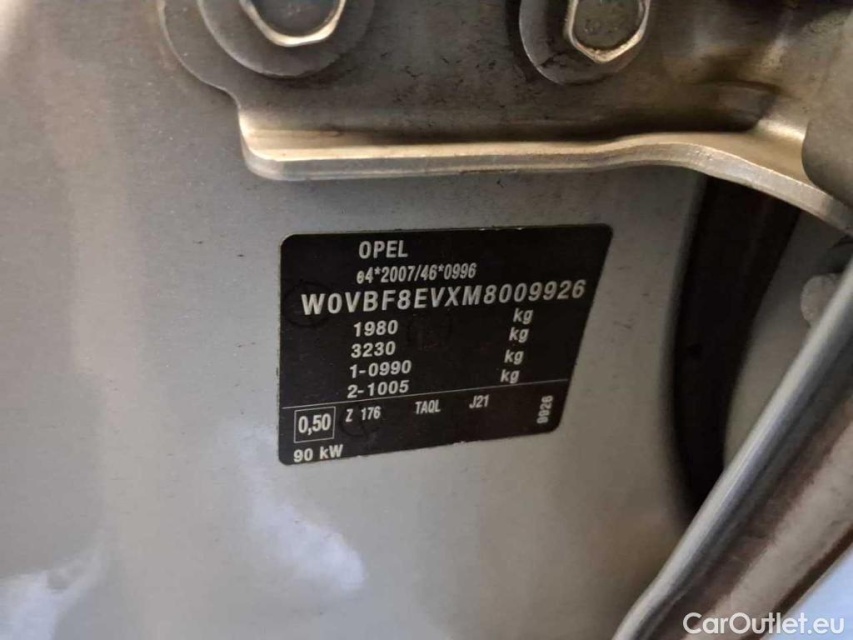 OPEL
e4*2007/46*0996
W0VBF8EVXM8009926
1980 kg
3230 kg
1-0990 kg
2-1005 kg
0,50 Z 176 TAQL J21 9926
90 kW
CarOutlet.eu